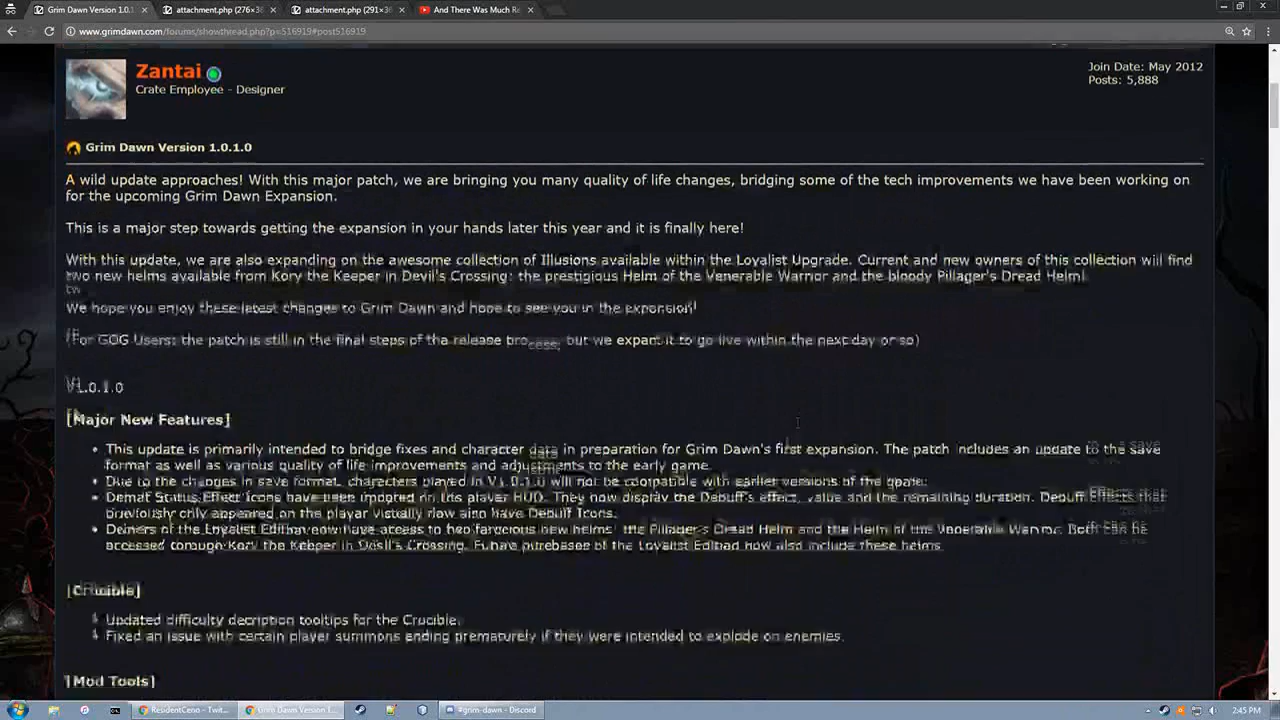 Grim Dawn Version 1.0.1
attachment.php (276×38
attachment.php (291×38
And There Was Much Re
www.grimdawn.com/forums/showthread.php?p=516919#post516919
Zantai
Join Date: May 2012
Crate Employee - Designer
Posts: 5,888
Grim Dawn Version 1.0.1.0
A wild update approaches! With this major patch, we are bringing you many quality of life changes, bridging some of the tech improvements we have been working on
for the upcoming Grim Dawn Expansion.
This is a major step towards getting the expansion in your hands later this year and it is finally here!
With this update, we are also expanding on the awesome collection of Illusions available within the Loyalist Upgrade. Current and new owners of this collection will find
two new helms available from Kory the Keeper in Devil's Crossing: the prestigious Helm of the Venerable Warrior and the bloody Pillager's Dread Helm!
We hope you enjoy these latest changes to Grim Dawn and hope to see you in the expansion!
(For GOG Users: the patch is still in the final steps of the release process, but we expect it to go live within the next day or so)
V1.0.1.0
[Major New Features]
This update is primarily intended to bridge fixes and character data in preparation for Grim Dawn's first expansion. The patch includes an update to the save
format as well as various quality of life improvements and adjustments to the early game.
Due to the changes in save format, characters played in V1.0.1.0 will not be compatible with earlier versions of the game.
Status Effect Icons have been updated on the player HUD. They now display the Debuff's effect, value and the remaining duration. Debuff Effects that
previously only appeared on the player visually now also have Debuff Icons.
Owners of the Loyalist Edition now have access to two new helms the Pillager's Dread Helm and the Helm of the Venerable Warrior. Both can be
accessed through Kory the Keeper in Devil's Crossing. purchases of the Loyalist Edition now also include these helms.
[Crucible]
Updated difficulty decription tooltips for the Crucible.
Fixed an issue with certain player summons ending prematurely if they were intended to explode on enemies.
[Mod Tools]
ResidentCeno - Twit...
Grim Dawn Version 1...
#grim-dawn - Discord
2:45 PM